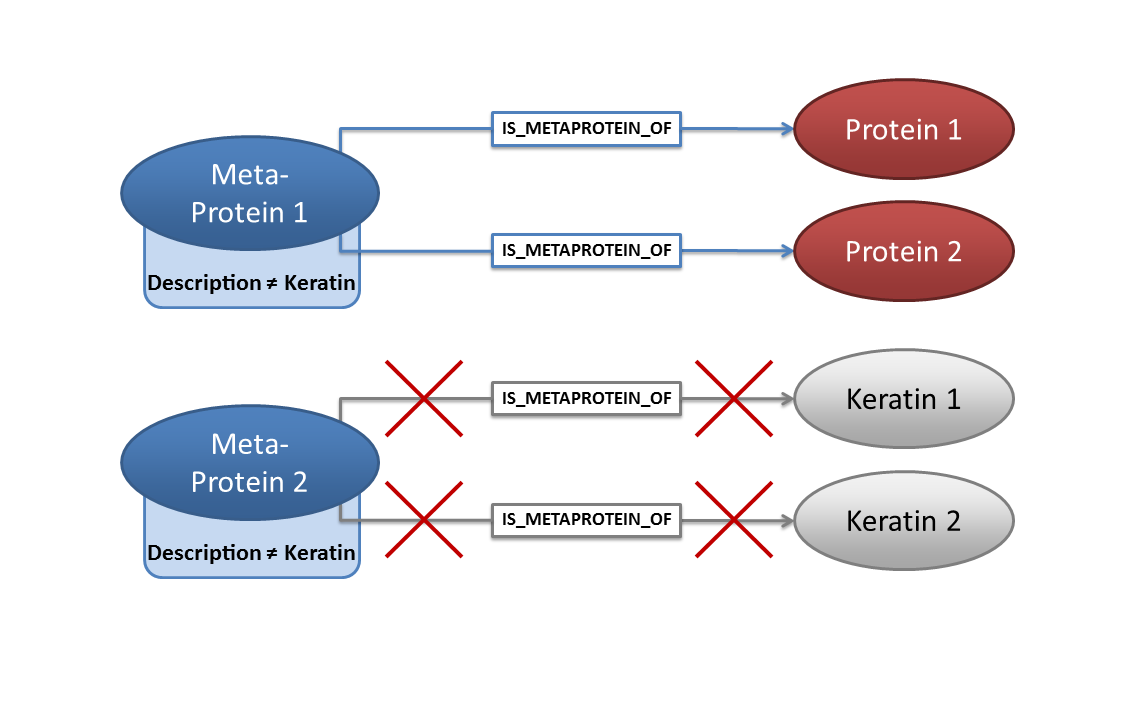 IS_METAPROTEIN_OF
Protein 1
Meta-
Protein 1
IS_METAPROTEIN_OF
Protein 2
Description ≠ Keratin
IS_METAPROTEIN_OF
Keratin 1
Meta-
Protein 2
IS_METAPROTEIN_OF
Keratin 2
Description ≠ Keratin